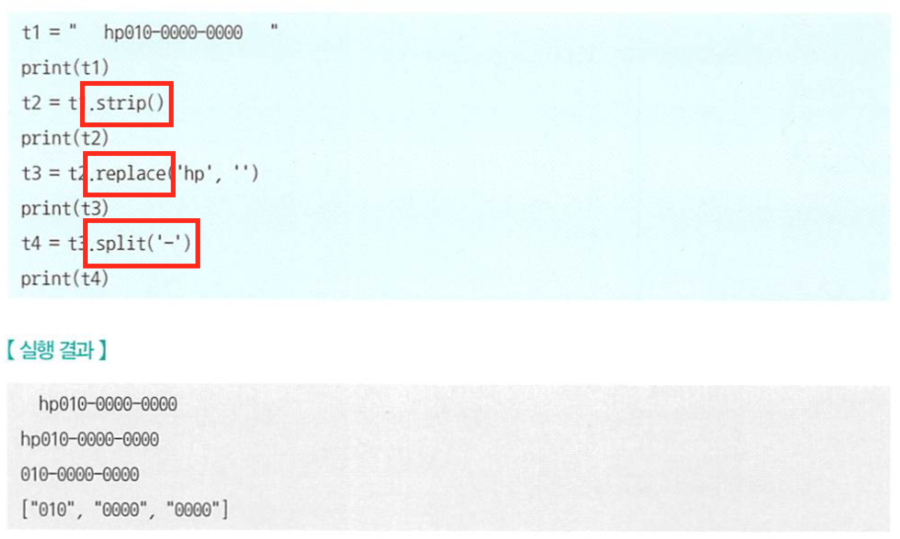 t1 = "   hp010-0000-0000   "
print(t1)
t2 = t1.strip()
print(t2)
t3 = t2.replace('hp', '')
print(t3)
t4 = t3.split('-')
print(t4)
【 실행 결과 】
hp010-0000-0000
hp010-0000-0000
010-0000-0000
["010", "0000", "0000"]